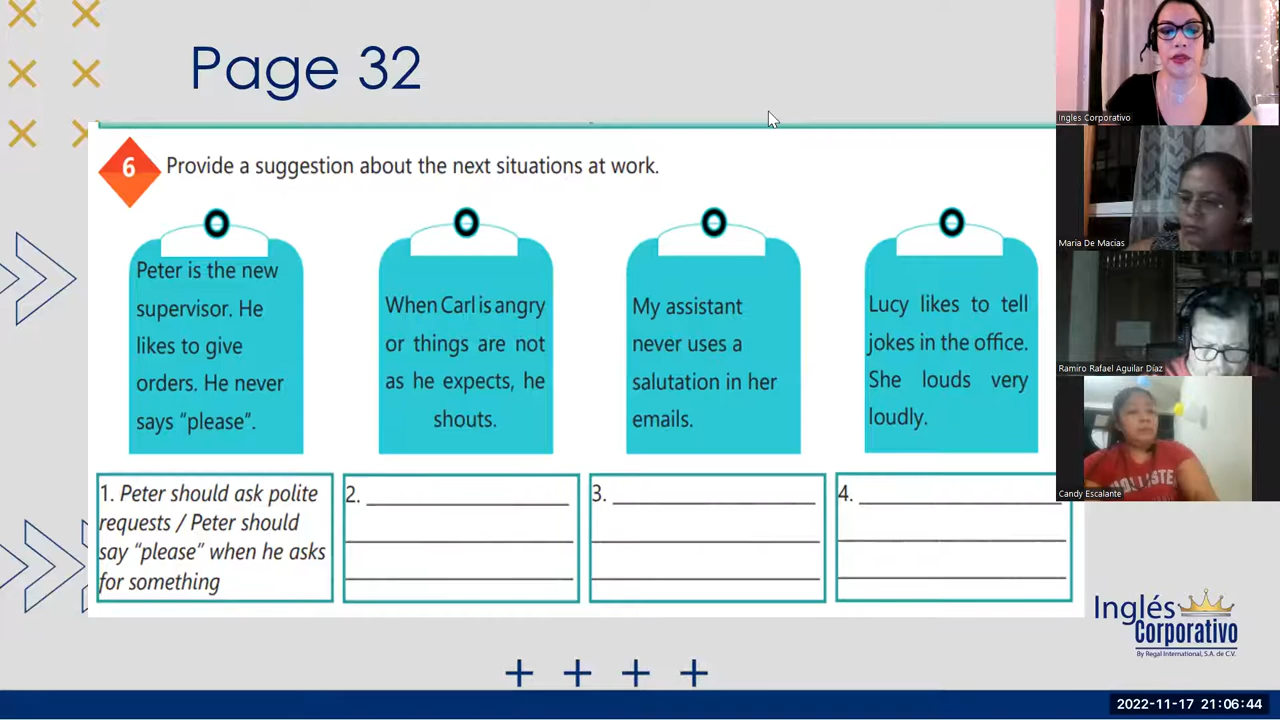 Page 32
6
Provide a suggestion about the next situations at work.
Peter is the new
supervisor. He
likes to give
orders. He never
says “please”.
When Carl is angry
or things are not
as he expects, he
shouts.
My assistant
never uses a
salutation in her
emails.
Lucy likes to tell
jokes in the office.
She louds very
loudly.
1. Peter should ask polite
requests / Peter should
say “please” when he asks
for something
2.
3.
4.
Ingles Corporativo
Maria De Macias
Ramiro Rafael Aguilar Díaz
Candy Escalante
Inglés
Corporativo
By Regal International, S.A. de C.V.
2022-11-17 21:06:44